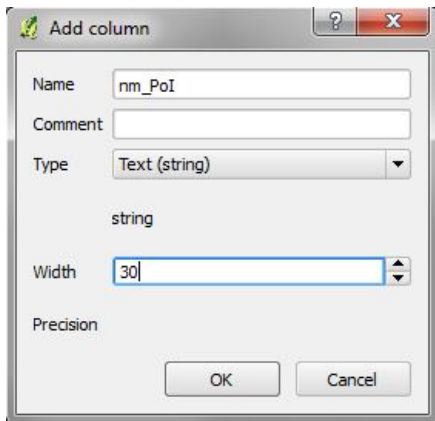 Add column
Name nm_PoI
Comment
Type Text (string)
string
Width 30
Precision
OK Cancel